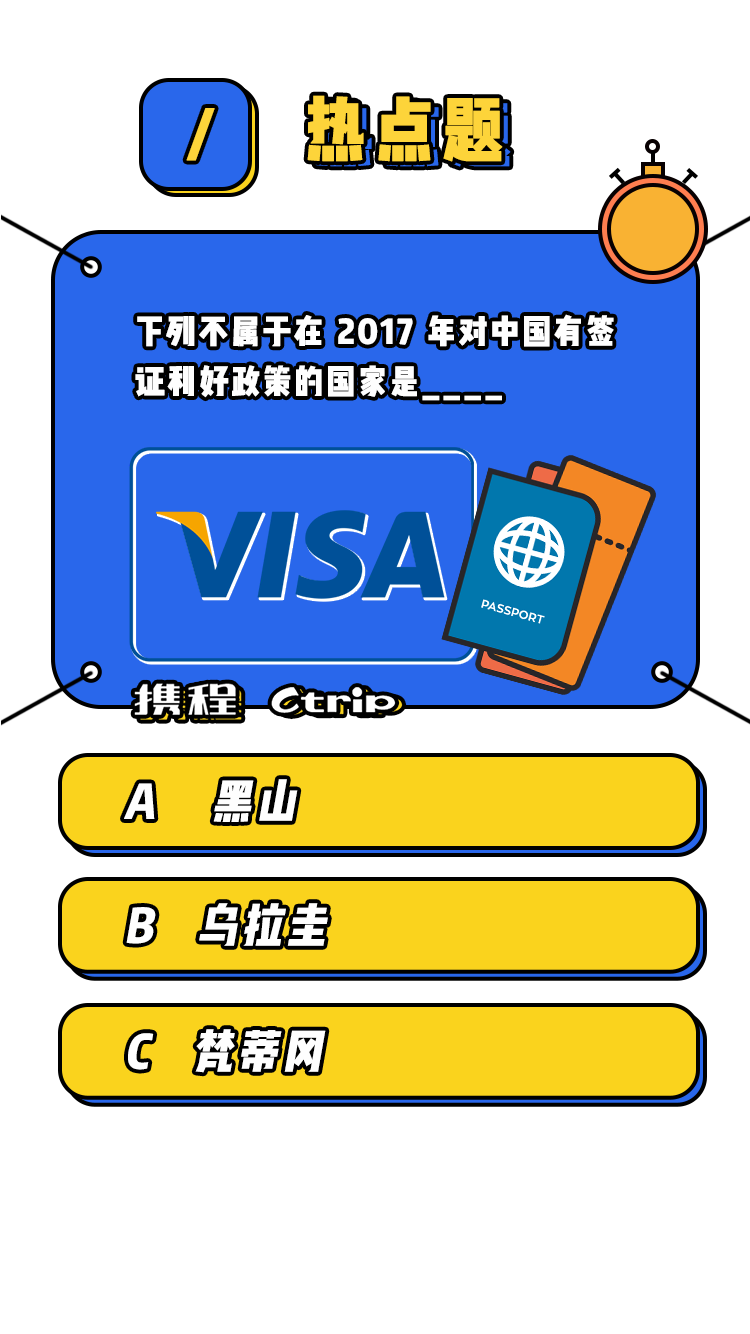 / 热点题
下列不属于在 2017 年对中国有签
证利好政策的国家是____
VISA
PASSPORT
携程 Ctrip
A 黑山
B 乌拉圭
C 梵蒂冈